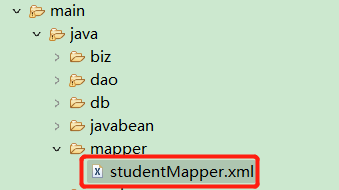 main
java
biz
dao
db
javabean
mapper
studentMapper.xml